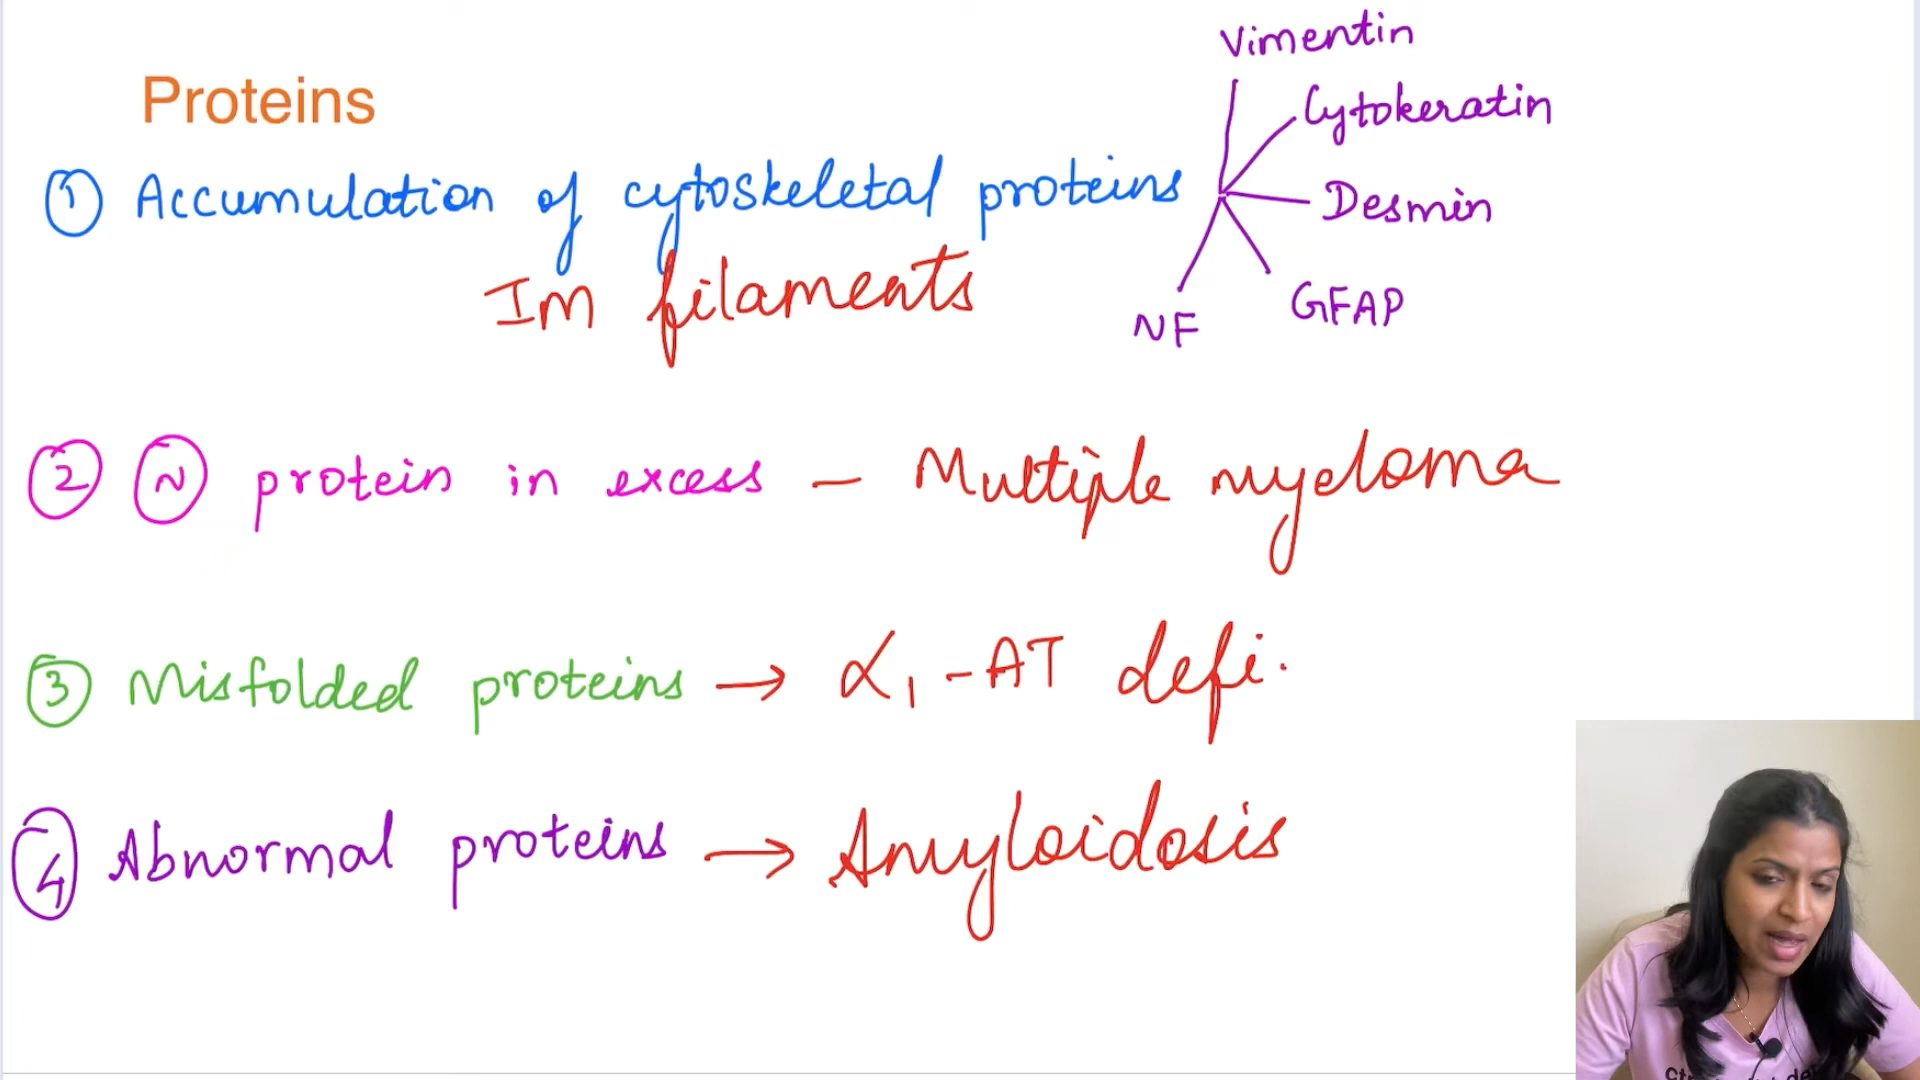 Proteins
① Accumulation of cytoskeletal proteins
Im filaments
Vimentin
Cytokeratin
Desmin
GFAP
NF
② Ⓝ protein in excess - Multiple myeloma
③ Misfolded proteins → α₁-AT defi.
④ Abnormal proteins → Amyloidosis